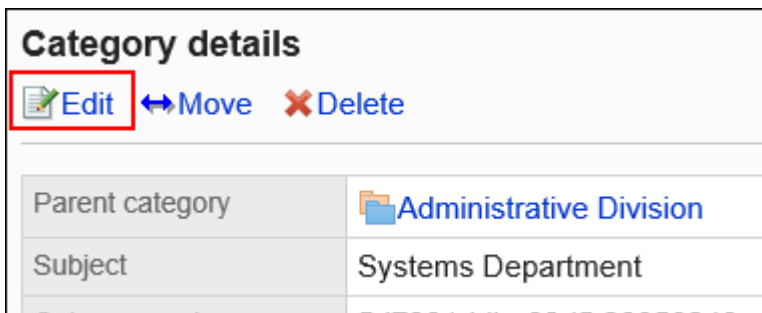 Category details
Edit Move Delete
Parent category Administrative Division
Subject Systems Department